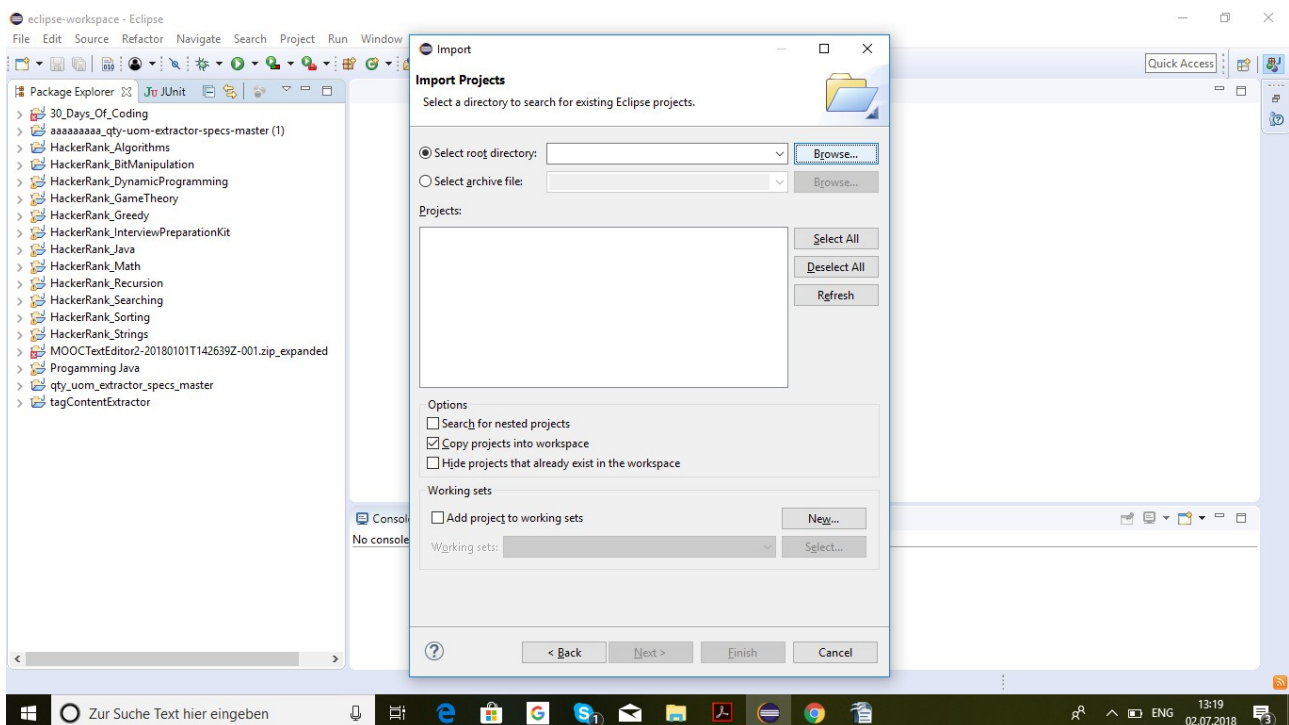 eclipse-workspace - Eclipse
File Edit Source Refactor Navigate Search Project Run Window
Quick Access
Package Explorer JUnit
30_Days_Of_Coding
aaaaaaaaa_qty-uom-extractor-specs-master (1)
HackerRank_Algorithms
HackerRank_BitManipulation
HackerRank_DynamicProgramming
HackerRank_GameTheory
HackerRank_Greedy
HackerRank_InterviewPreparationKit
HackerRank_Java
HackerRank_Math
HackerRank_Recursion
HackerRank_Searching
HackerRank_Sorting
HackerRank_Strings
MOOCTextEditor2-20180101T142639Z-001.zip_expanded
Progamming Java
qty_uom_extractor_specs_master
tagContentExtractor
Import
Import Projects
Select a directory to search for existing Eclipse projects.
Select root directory: Browse...
Select archive file: Browse...
Projects:
Select All
Deselect All
Refresh
Options
Search for nested projects
Copy projects into workspace
Hide projects that already exist in the workspace
Working sets
Add project to working sets New...
Working sets: Select...
< Back Next > Finish Cancel
Consol
No console
Zur Suche Text hier eingeben
ENG
13:19
02.07.2018